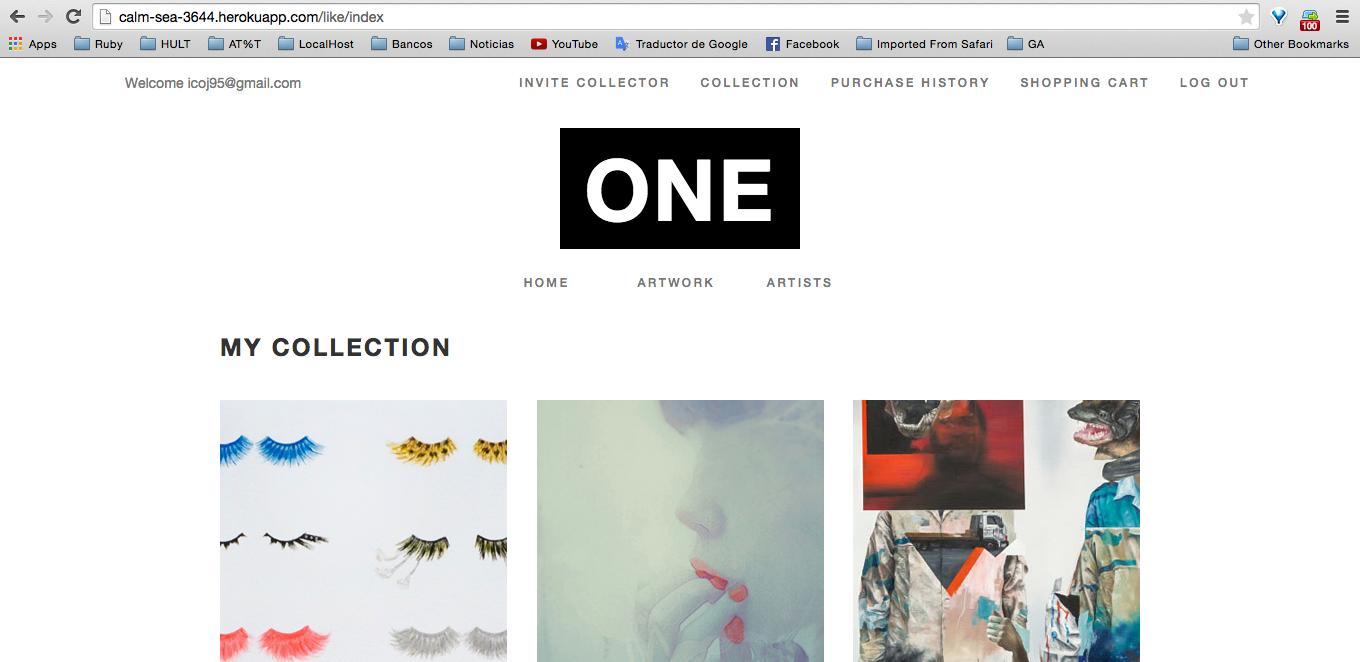 calm-sea-3644.herokuapp.com/like/index
100
Apps Ruby HULT AT%T LocalHost Bancos Noticias YouTube Traductor de Google Facebook Imported From Safari GA Other Bookmarks
Welcome icoj95@gmail.com INVITE COLLECTOR COLLECTION PURCHASE HISTORY SHOPPING CART LOG OUT
ONE
HOME ARTWORK ARTISTS
MY COLLECTION